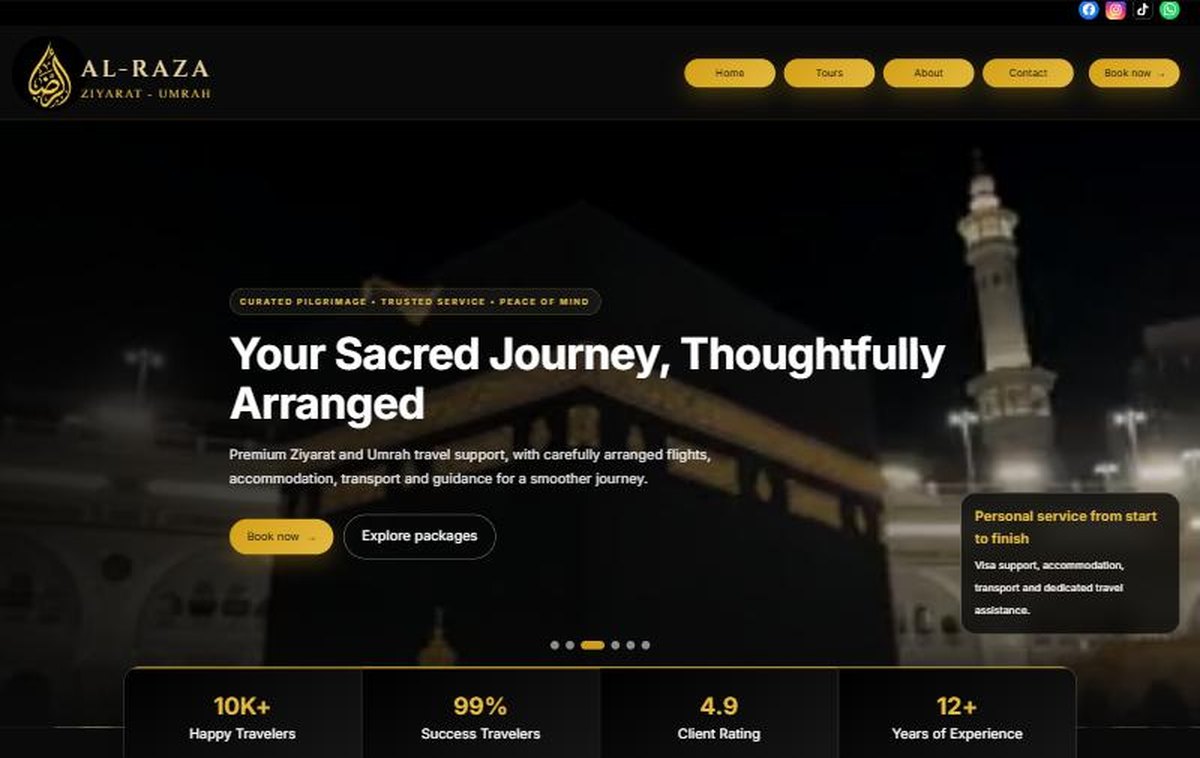 الرضا
AL-RAZA
ZIYARAT - UMRAH
Home
Tours
About
Contact
Book now →
CURATED PILGRIMAGE • TRUSTED SERVICE • PEACE OF MIND
Your Sacred Journey, Thoughtfully
Arranged
Premium Ziyarat and Umrah travel support, with carefully arranged flights,
accommodation, transport and guidance for a smoother journey.
Book now →
Explore packages
Personal service from start
to finish
Visa support, accommodation,
transport and dedicated travel
assistance.
10K+
Happy Travelers
99%
Success Travelers
4.9
Client Rating
12+
Years of Experience